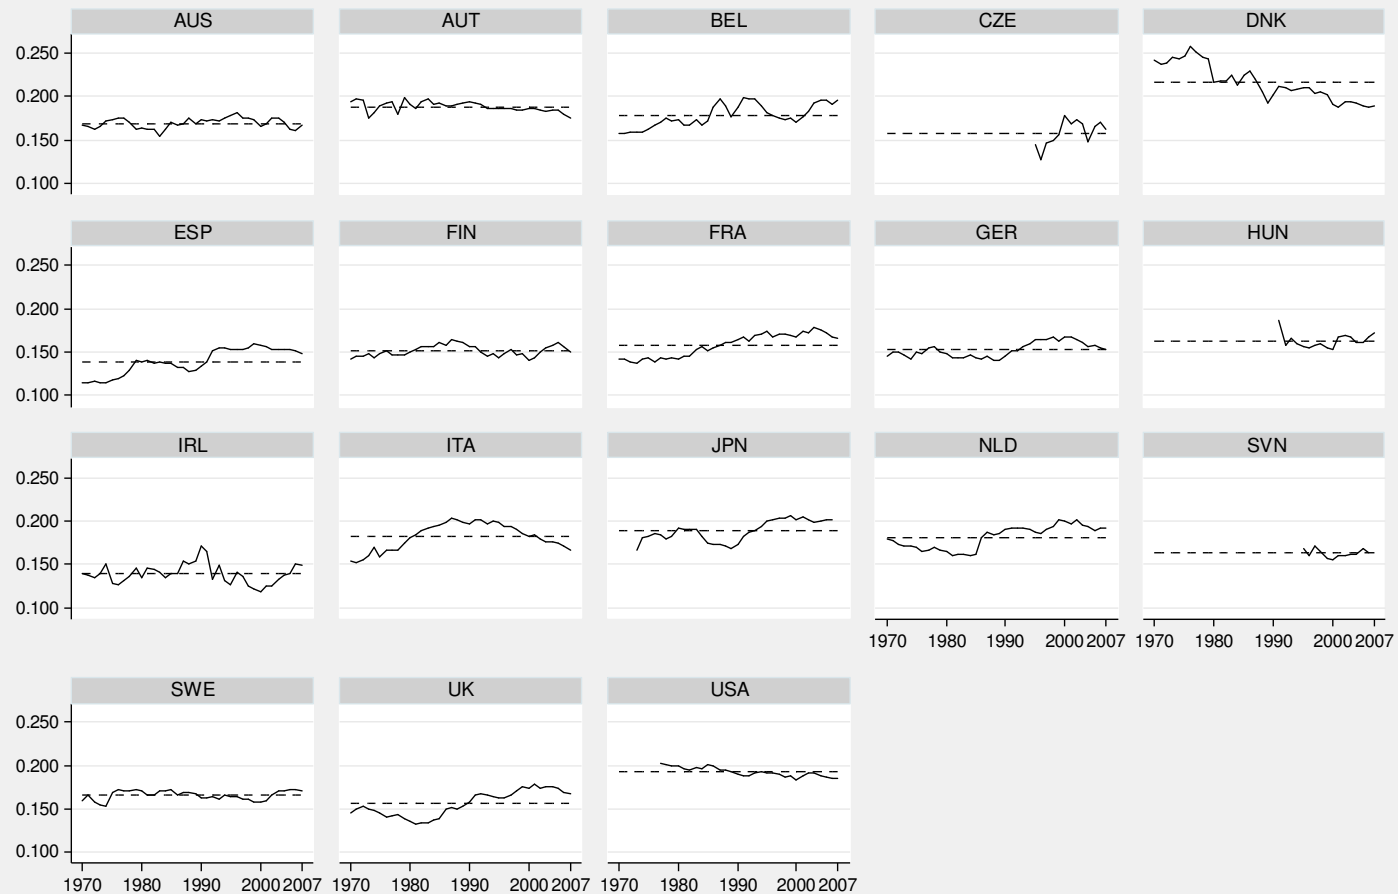 AUS AUT BEL CZE DNK
0.250
0.200
0.150
0.100
ESP FIN FRA GER HUN
0.250
0.200
0.150
0.100
IRL ITA JPN NLD SVN
0.250
0.200
0.150
0.100
1970 1980 1990 2000 2007 1970 1980 1990 2000 2007
SWE UK USA
0.250
0.200
0.150
0.100
1970 1980 1990 2000 2007 1970 1980 1990 2000 2007 1970 1980 1990 2000 2007